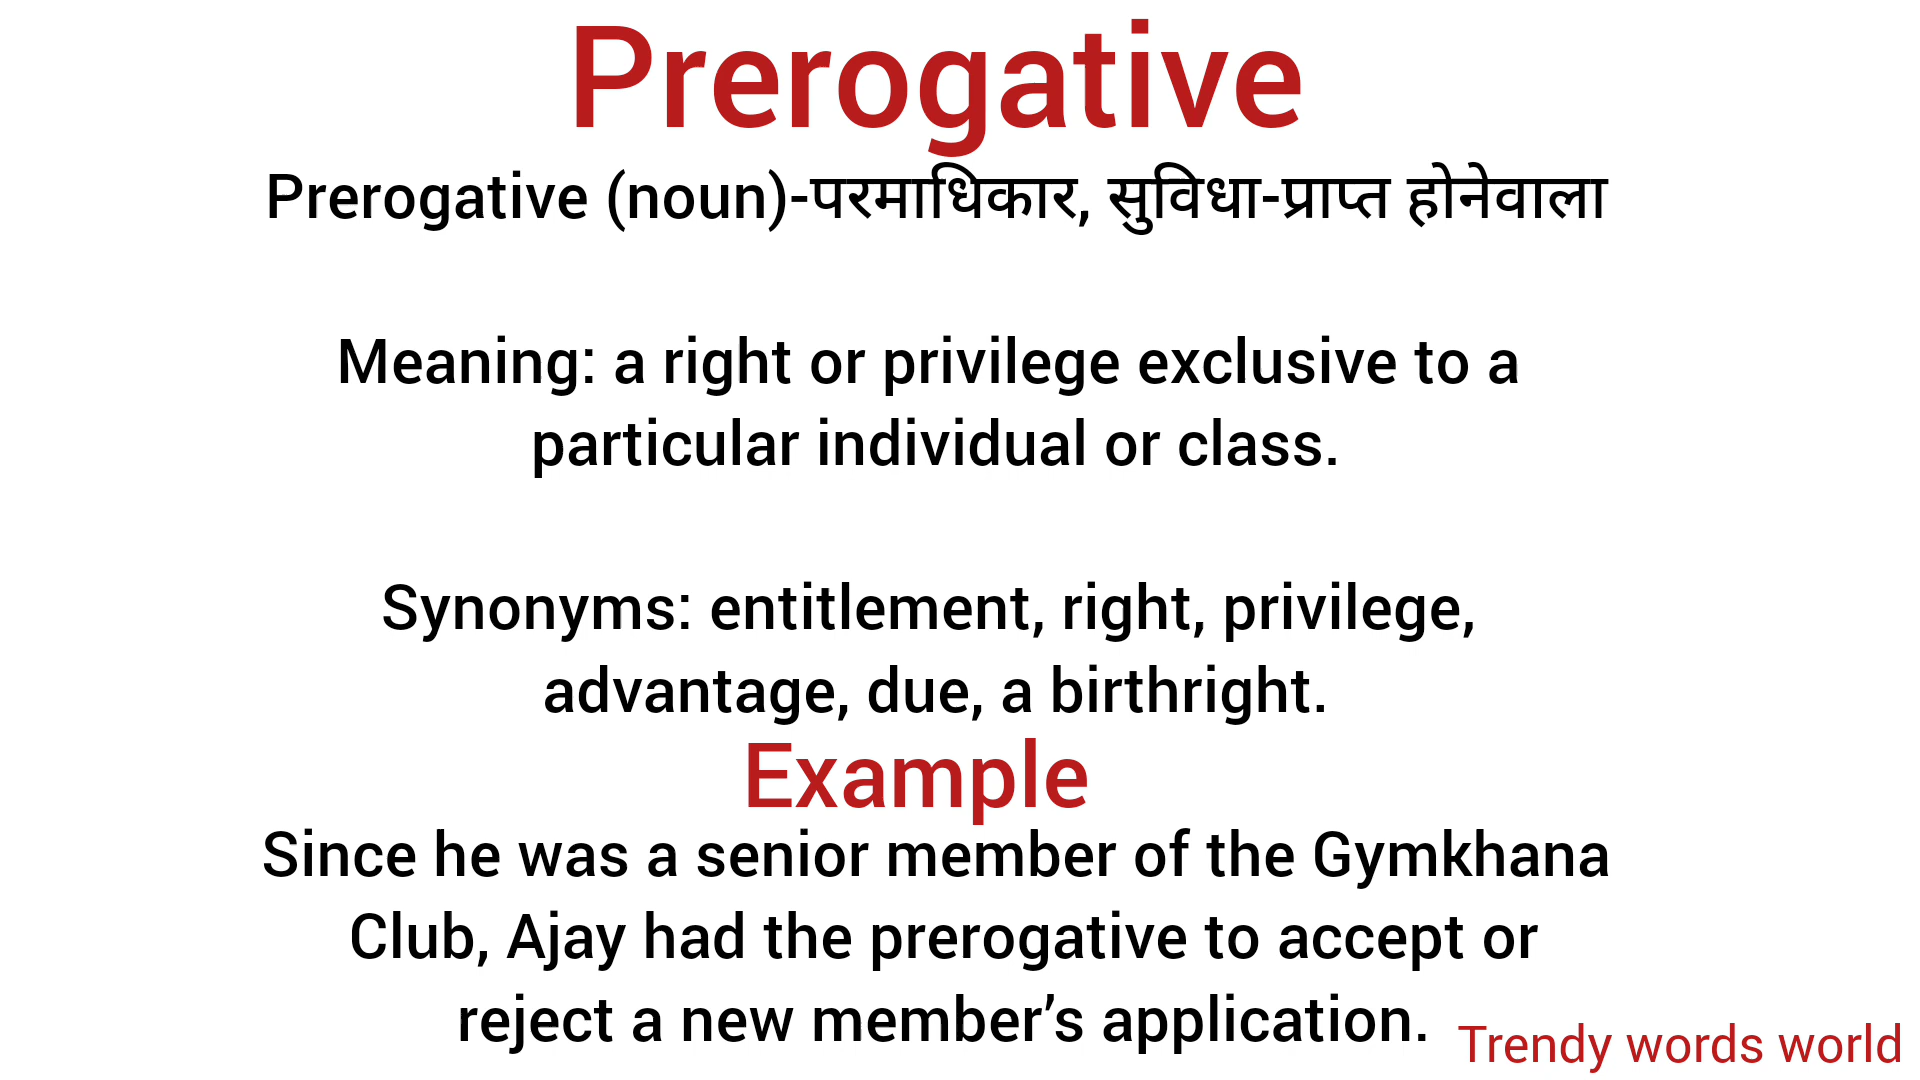 Prerogative
Prerogative (noun)-परमाधिकार, सुविधा-प्राप्त होनेवाला
Meaning: a right or privilege exclusive to a
particular individual or class.
Synonyms: entitlement, right, privilege,
advantage, due, a birthright.
Example
Since he was a senior member of the Gymkhana
Club, Ajay had the prerogative to accept or
reject a new member’s application.
Trendy words world